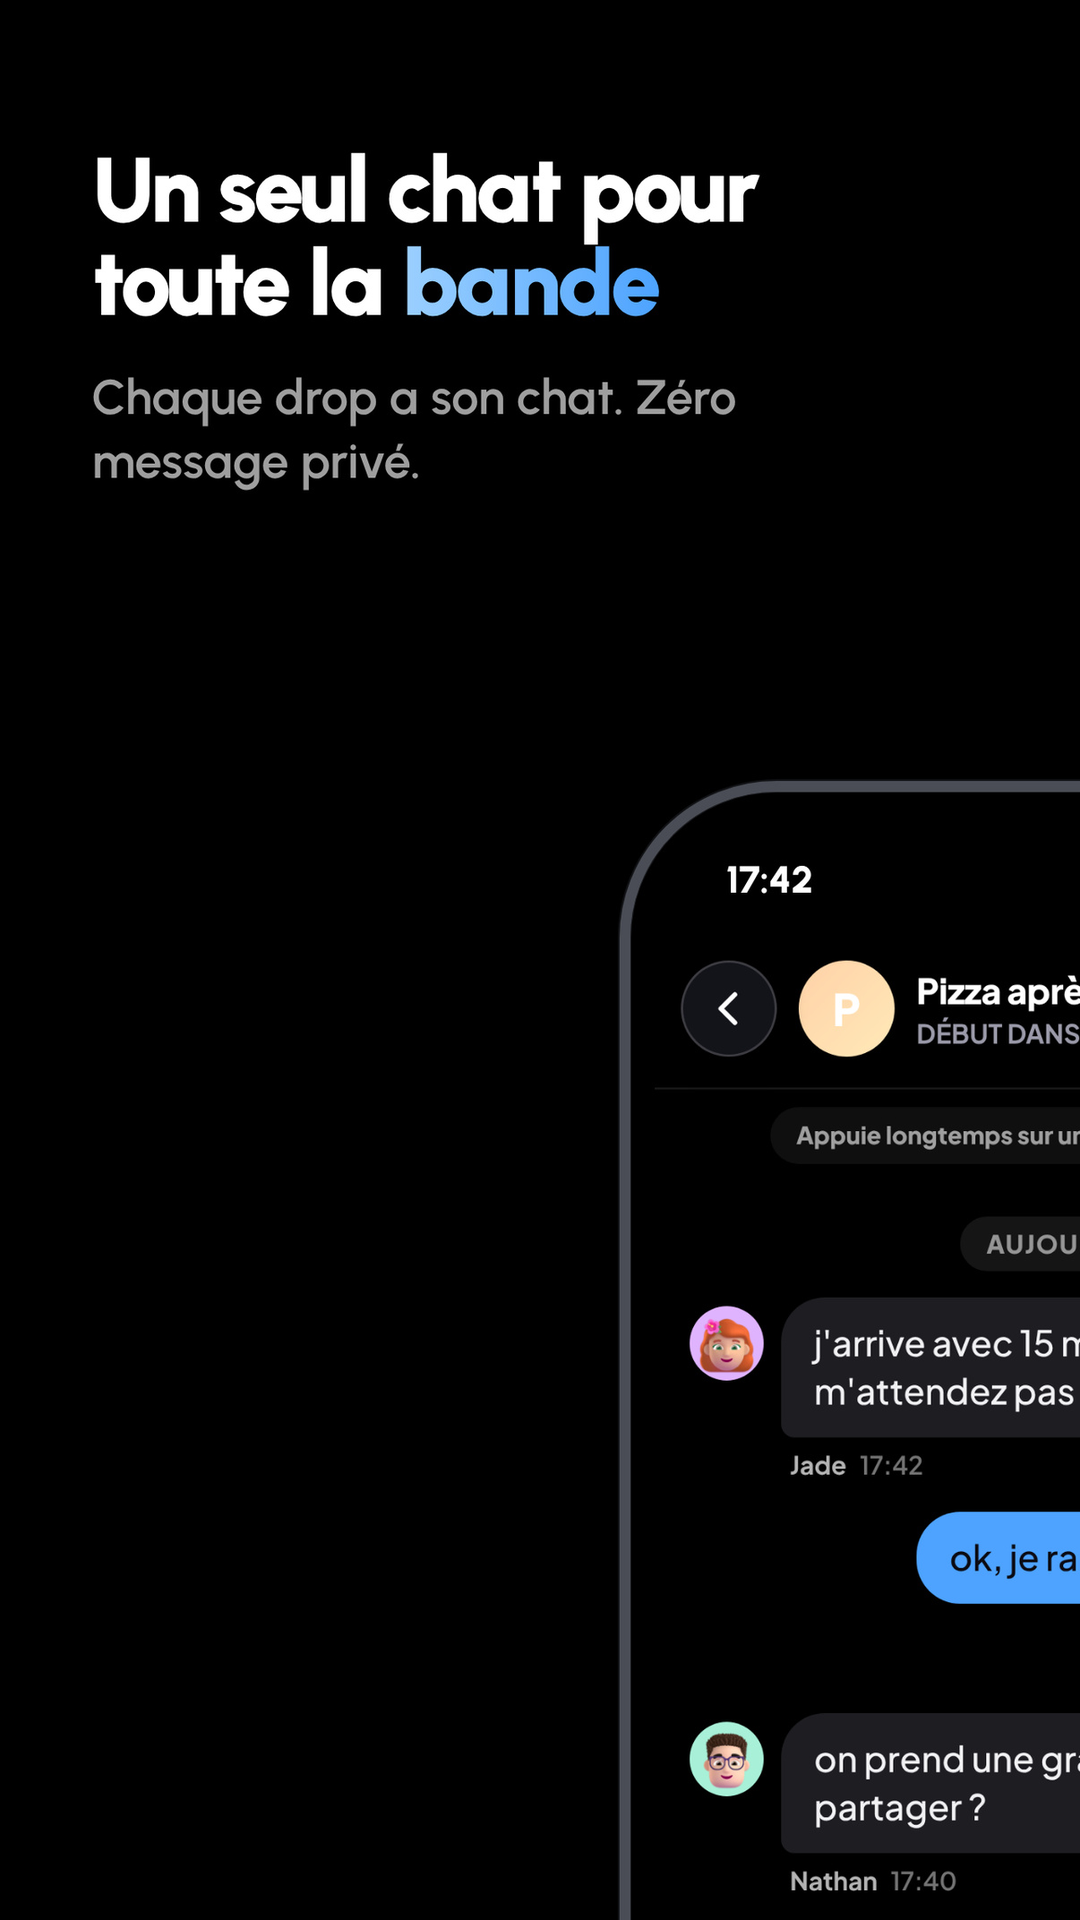 Un seul chat pour
toute la bande
Chaque drop a son chat. Zéro
message privé.
17:42
P
Pizza aprè
DÉBUT DANS
Appuie longtemps sur un
AUJOU
j'arrive avec 15 m
m'attendez pas
Jade 17:42
ok, je ra
on prend une gra
partager ?
Nathan 17:40